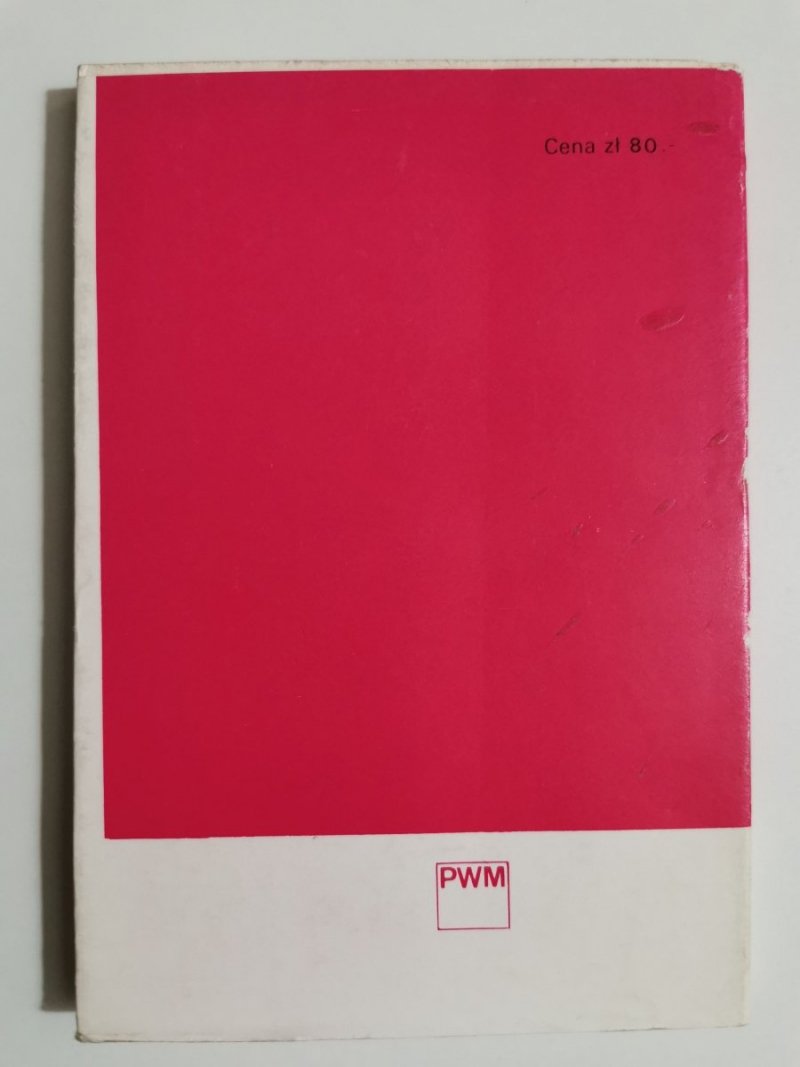 Cena zł 80.-
PWM